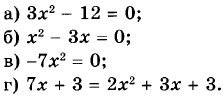 а) 3x² − 12 = 0;
б) x² − 3x = 0;
в) −7x² = 0;
г) 7x + 3 = 2x² + 3x + 3.